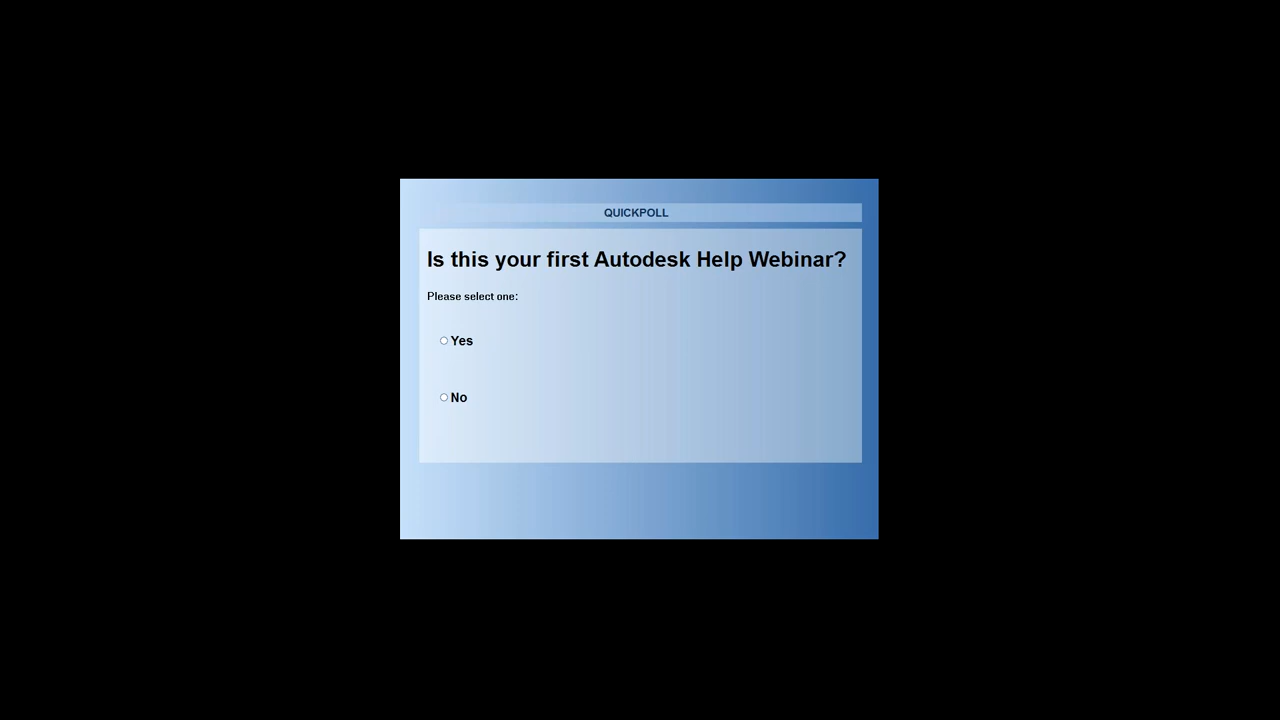 QUICKPOLL
Is this your first Autodesk Help Webinar?
Please select one:
Yes
No